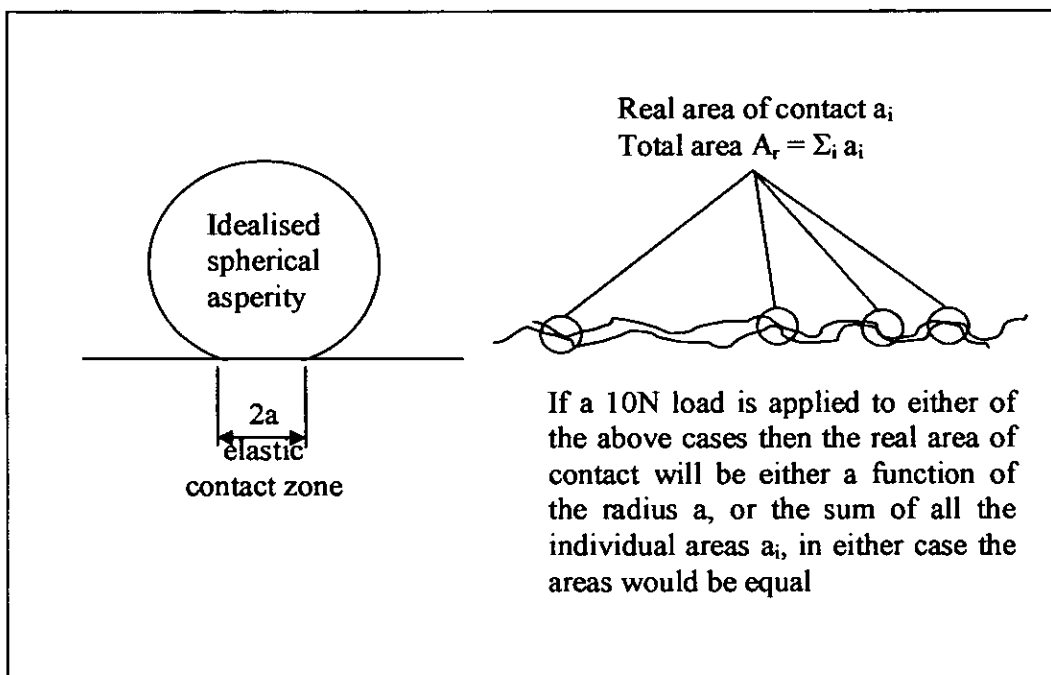 Real area of contact aᵢ
Total area Aᵣ = Σᵢ aᵢ
Idealised
spherical
asperity
2a
elastic
contact zone
If a 10N load is applied to either of
the above cases then the real area of
contact will be either a function of
the radius a, or the sum of all the
individual areas aᵢ, in either case the
areas would be equal